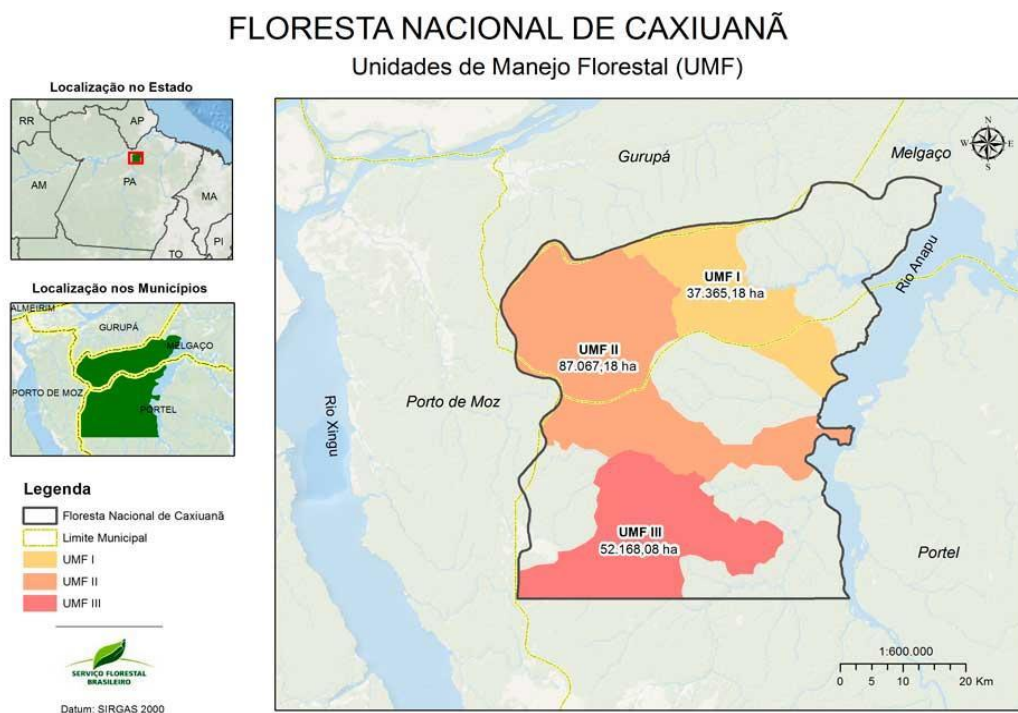 FLORESTA NACIONAL DE CAXIUANÃ
Unidades de Manejo Florestal (UMF)
Localização no Estado
RR
AP
AM
PA
MA
TO
PI
Localização nos Municípios
ALMEIRIM
GURUPÁ
MELGAÇO
PORTO DE MOZ
PORTEL
Legenda
Floresta Nacional de Caxiuanã
Limite Municipal
UMF I
UMF II
UMF III
SERVIÇO FLORESTAL
BRASILEIRO
Datum: SIRGAS 2000
Gurupá
Melgaço
N
W
E
S
Rio Anapu
UMF I
37.365,18 ha
UMF II
87.067,18 ha
Porto de Moz
Rio Xingu
UMF III
52.168,08 ha
Portel
1:600.000
0 5 10 20 Km